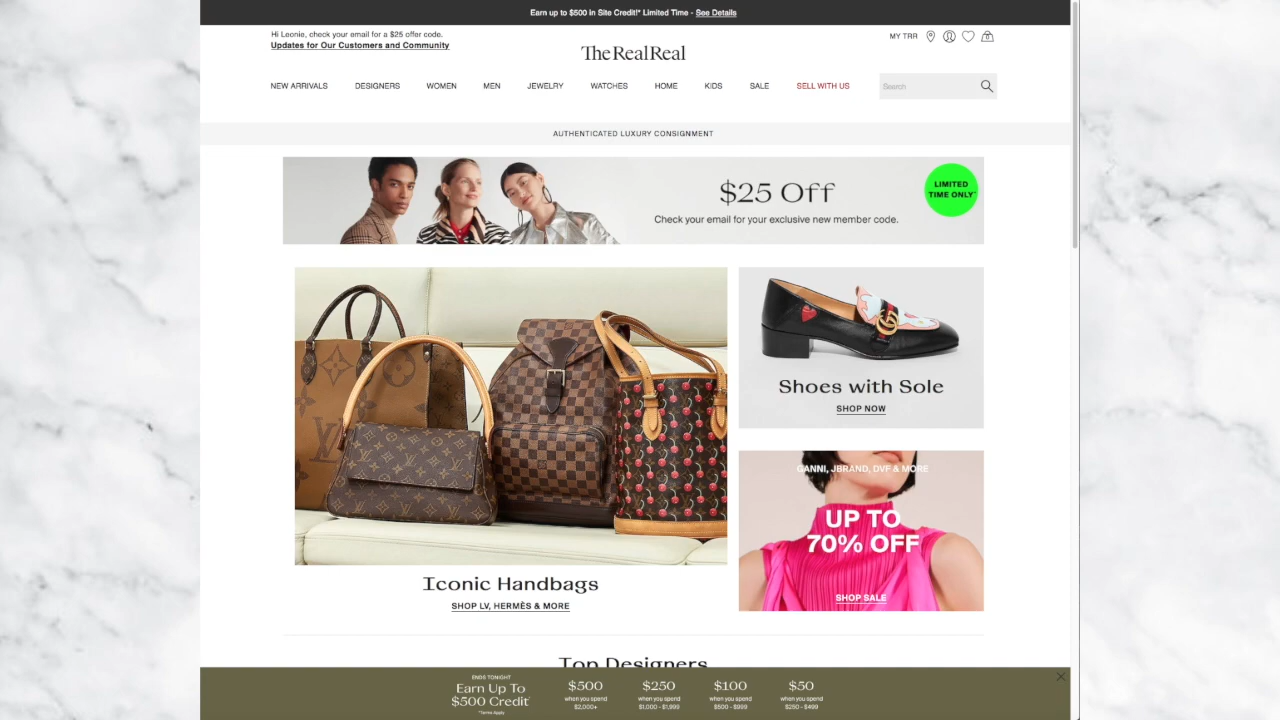 Earn up to $500 in Site Credit!* Limited Time - See Details
Hi Leonie, check your email for a $25 offer code.
Updates for Our Customers and Community
MY TRR
0
The RealReal
NEW ARRIVALS DESIGNERS WOMEN MEN JEWELRY WATCHES HOME KIDS SALE SELL WITH US
Search
AUTHENTICATED LUXURY CONSIGNMENT
$25 Off
Check your email for your exclusive new member code.
LIMITED
TIME ONLY*
Shoes with Sole
SHOP NOW
GANNI, JBRAND, DVF & MORE
UP TO
70% OFF
SHOP SALE
Iconic Handbags
SHOP LV, HERMÈS & MORE
Top Designers
ENDS TONIGHT
Earn Up To
$500 Credit*
*Terms Apply
$500
when you spend
$2,000+
$250
when you spend
$1,000 - $1,999
$100
when you spend
$500 - $999
$50
when you spend
$250 - $499